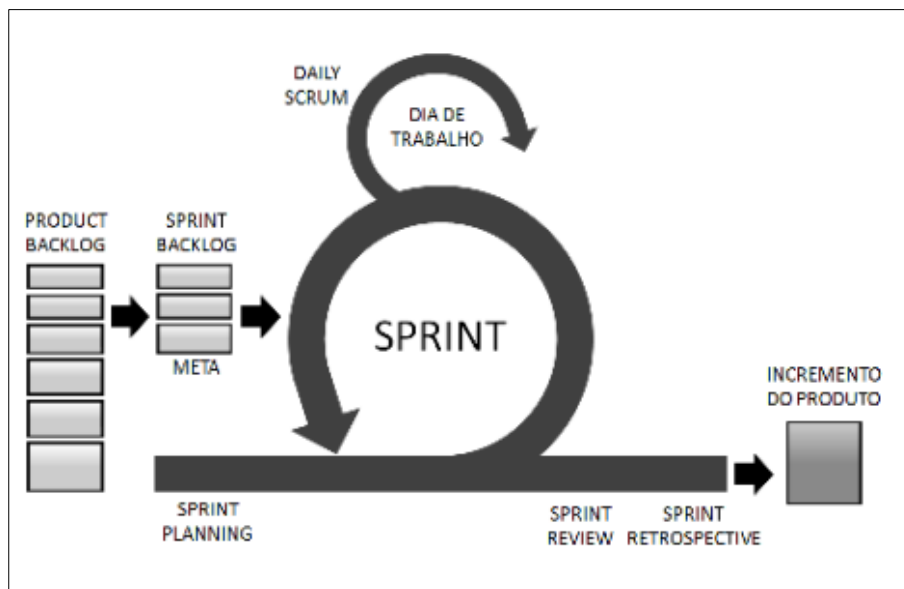 DAILY
SCRUM
DIA DE
TRABALHO
PRODUCT
BACKLOG
SPRINT
BACKLOG
META
SPRINT
INCREMENTO
DO PRODUTO
SPRINT
PLANNING
SPRINT
REVIEW
SPRINT
RETROSPECTIVE